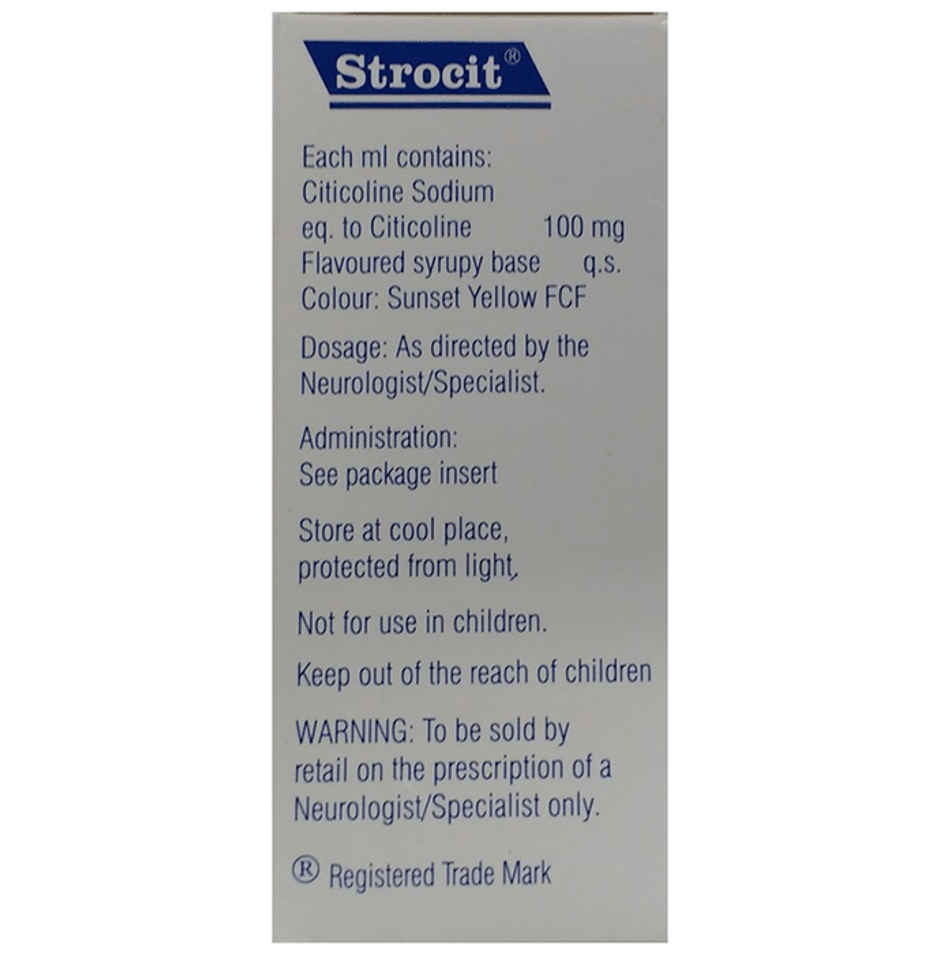 Strocit®
Each ml contains:
Citicoline Sodium
eq. to Citicoline 100 mg
Flavoured syrupy base q.s.
Colour: Sunset Yellow FCF
Dosage: As directed by the
Neurologist/Specialist.
Administration:
See package insert
Store at cool place,
protected from light,
Not for use in children.
Keep out of the reach of children
WARNING: To be sold by
retail on the prescription of a
Neurologist/Specialist only.
® Registered Trade Mark